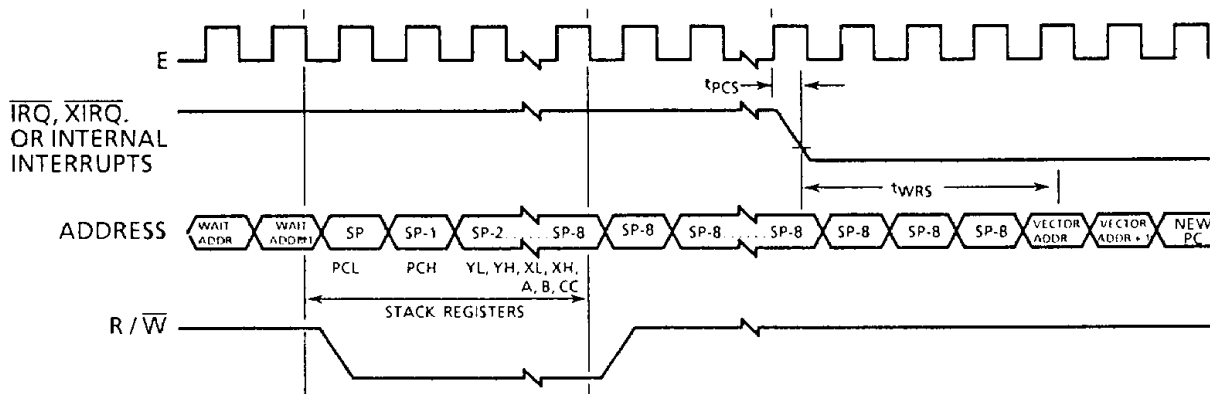 E
IRQ, XIRQ.
OR INTERNAL
INTERRUPTS
tPCS
tWRS
ADDRESS
WAIT ADDR
WAIT ADDR+1
SP
SP-1
SP-2.......SP-8
SP-8
SP-8.......SP-8
SP-8
SP-8
SP-8
VECTOR ADDR
VECTOR ADDR + 1
NEW PC
PCL
PCH
YL, YH, XL, XH,
A, B, CC
STACK REGISTERS
R / W